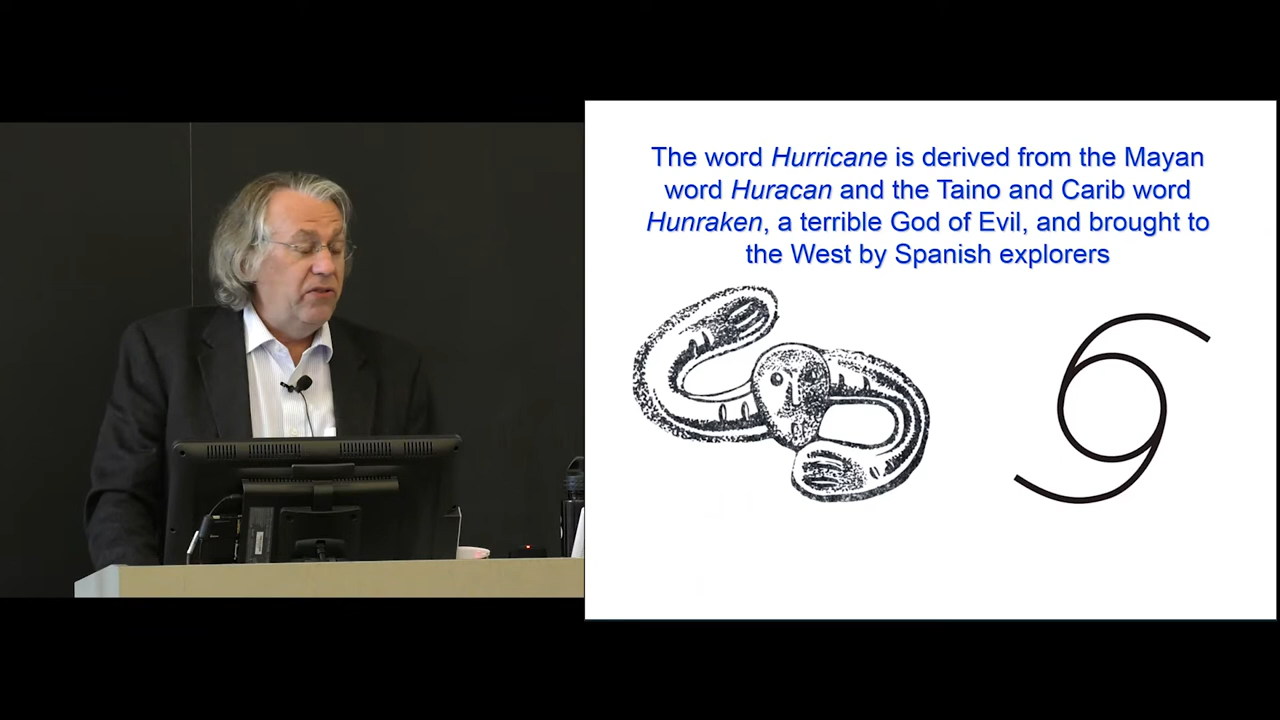 The word Hurricane is derived from the Mayan
word Huracan and the Taino and Carib word
Hunraken, a terrible God of Evil, and brought to
the West by Spanish explorers